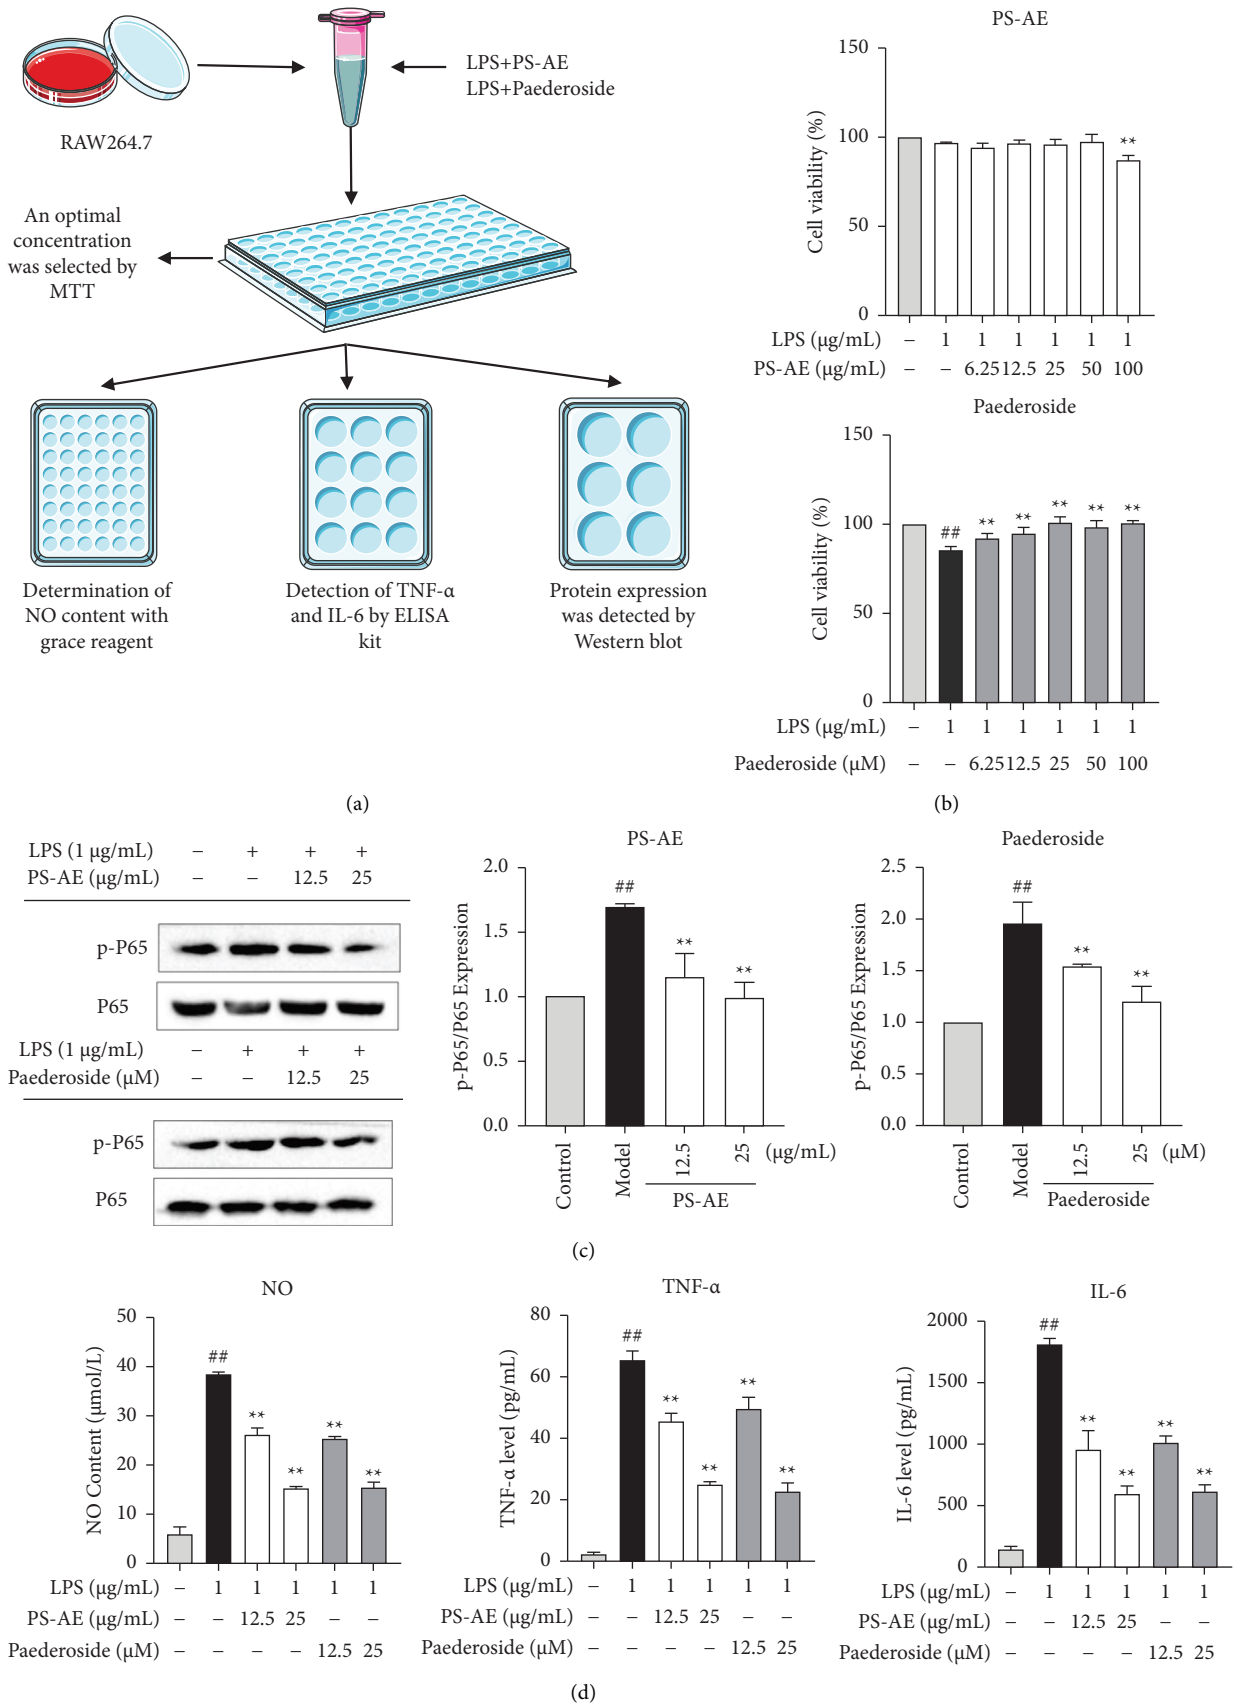 RAW264.7
LPS+PS-AE
LPS+Paederoside
An optimal
concentration
was selected by
MTT
Determination of
NO content with
grace reagent
Detection of TNF-α
and IL-6 by ELISA
kit
Protein expression
was detected by
Western blot
(a)
PS-AE
Cell viability (%)
150
100
50
0
**
LPS (μg/mL) – 1 1 1 1 1 1
PS-AE (μg/mL) – – 6.25 12.5 25 50 100
Paederoside
Cell viability (%)
150
100
50
0
## ** ** ** ** **
LPS (μg/mL) – 1 1 1 1 1 1
Paederoside (μM) – – 6.25 12.5 25 50 100
(b)
LPS (1 μg/mL) – + + +
PS-AE (μg/mL) – – 12.5 25
p-P65
P65
LPS (1 μg/mL) – + + +
Paederoside (μM) – – 12.5 25
p-P65
P65
PS-AE
p-P65/P65 Expression
2.0
1.5
1.0
0.5
0.0
## ** **
Control Model 12.5 25 (μg/mL)
PS-AE
Paederoside
p-P65/P65 Expression
2.5
2.0
1.5
1.0
0.5
0.0
## ** **
Control Model 12.5 25 (μM)
Paederoside
(c)
NO
NO Content (μmol/L)
50
40
30
20
10
0
## ** ** ** **
LPS (μg/mL) – 1 1 1 1 1
PS-AE (μg/mL) – – 12.5 25 – –
Paederoside (μM) – – – – 12.5 25
TNF-α
TNF-α level (pg/mL)
80
60
40
20
0
## ** ** ** **
LPS (μg/mL) – 1 1 1 1 1
PS-AE (μg/mL) – – 12.5 25 – –
Paederoside (μM) – – – – 12.5 25
IL-6
IL-6 level (pg/mL)
2000
1500
1000
500
0
## ** ** ** **
LPS (μg/mL) – 1 1 1 1 1
PS-AE (μg/mL) – – 12.5 25 – –
Paederoside (μM) – – – – 12.5 25
(d)